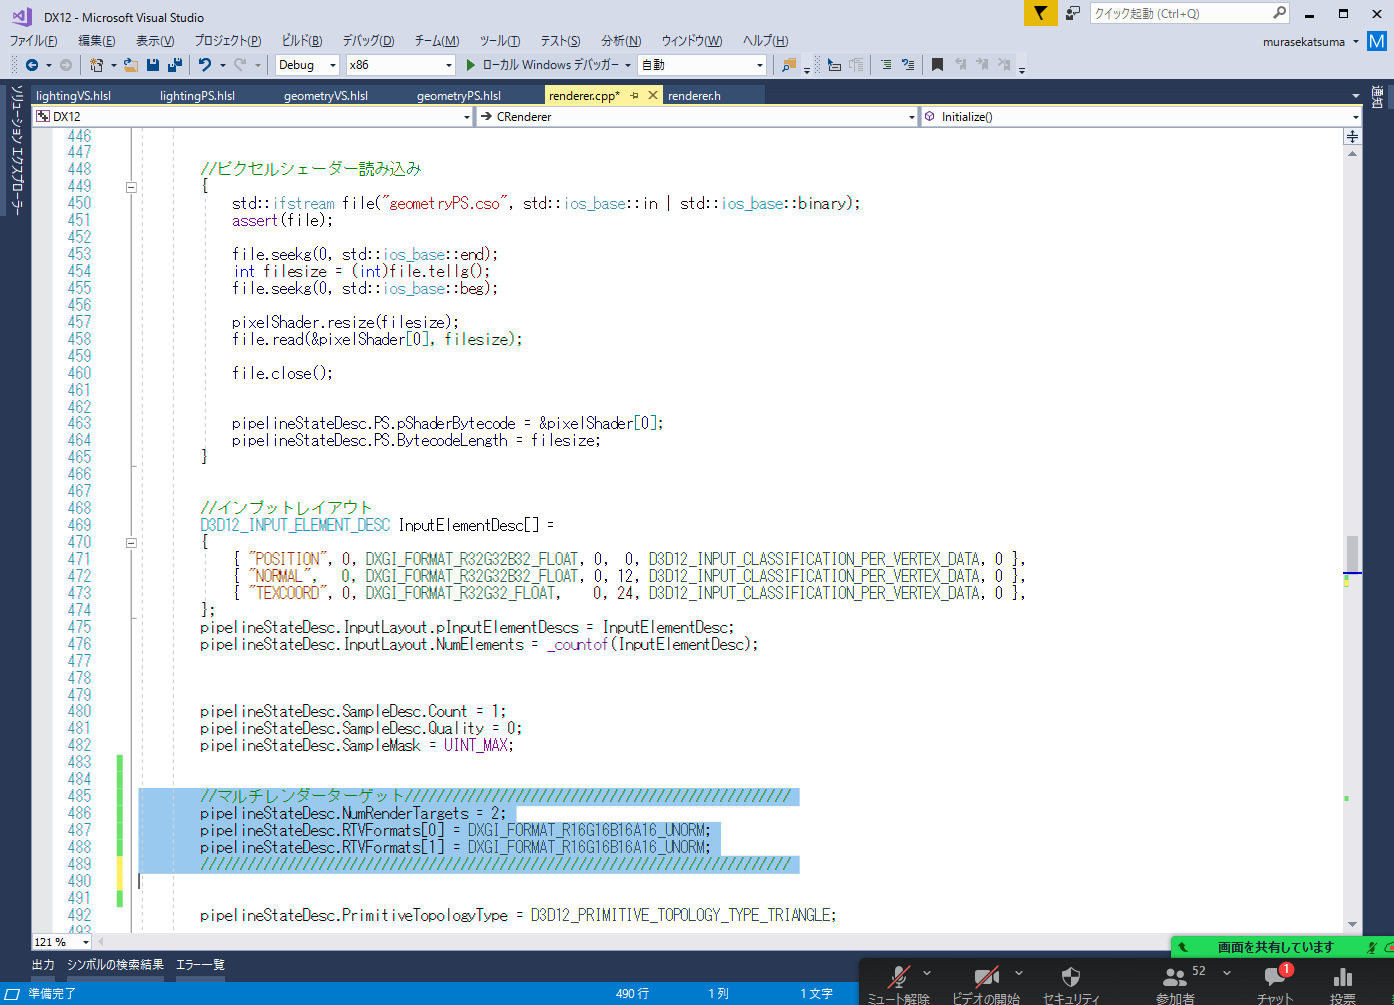 DX12 - Microsoft Visual Studio
クイック起動 (Ctrl+Q)
ファイル(F) 編集(E) 表示(V) プロジェクト(P) ビルド(B) デバッグ(D) チーム(M) ツール(T) テスト(S) 分析(N) ウィンドウ(W) ヘルプ(H)
murasekatsuma M
Debug x86 ローカル Windows デバッガー 自動
ソリューション エクスプローラー
通知
lightingVS.hlsl lightingPS.hlsl geometryVS.hlsl geometryPS.hlsl renderer.cpp* renderer.h
DX12 CRenderer Initialize()
446
447
448 //ピクセルシェーダー読み込み
449 {
450 std::ifstream file("geometryPS.cso", std::ios_base::in | std::ios_base::binary);
451 assert(file);
452
453 file.seekg(0, std::ios_base::end);
454 int filesize = (int)file.tellg();
455 file.seekg(0, std::ios_base::beg);
456
457 pixelShader.resize(filesize);
458 file.read(&pixelShader[0], filesize);
459
460 file.close();
461
462
463 pipelineStateDesc.PS.pShaderBytecode = &pixelShader[0];
464 pipelineStateDesc.PS.BytecodeLength = filesize;
465 }
466
467
468 //インプットレイアウト
469 D3D12_INPUT_ELEMENT_DESC InputElementDesc[] =
470 {
471 { "POSITION", 0, DXGI_FORMAT_R32G32B32_FLOAT, 0, 0, D3D12_INPUT_CLASSIFICATION_PER_VERTEX_DATA, 0 },
472 { "NORMAL", 0, DXGI_FORMAT_R32G32B32_FLOAT, 0, 12, D3D12_INPUT_CLASSIFICATION_PER_VERTEX_DATA, 0 },
473 { "TEXCOORD", 0, DXGI_FORMAT_R32G32_FLOAT, 0, 24, D3D12_INPUT_CLASSIFICATION_PER_VERTEX_DATA, 0 },
474 };
475 pipelineStateDesc.InputLayout.pInputElementDescs = InputElementDesc;
476 pipelineStateDesc.InputLayout.NumElements = _countof(InputElementDesc);
477
478
479
480 pipelineStateDesc.SampleDesc.Count = 1;
481 pipelineStateDesc.SampleDesc.Quality = 0;
482 pipelineStateDesc.SampleMask = UINT_MAX;
483
484
485 //マルチレンダーターゲット/////////////////////////////////////////////////
486 pipelineStateDesc.NumRenderTargets = 2;
487 pipelineStateDesc.RTVFormats[0] = DXGI_FORMAT_R16G16B16A16_UNORM;
488 pipelineStateDesc.RTVFormats[1] = DXGI_FORMAT_R16G16B16A16_UNORM;
489 ///////////////////////////////////////////////////////////////////////////
490
491
492 pipelineStateDesc.PrimitiveTopologyType = D3D12_PRIMITIVE_TOPOLOGY_TYPE_TRIANGLE;
493
121 %
画面を共有しています
出力 シンボルの検索結果 エラー一覧
準備完了 490 行 1 列 1 文字
52 1
ミュート解除 ビデオの開始 セキュリティ 参加者 チャット 投票